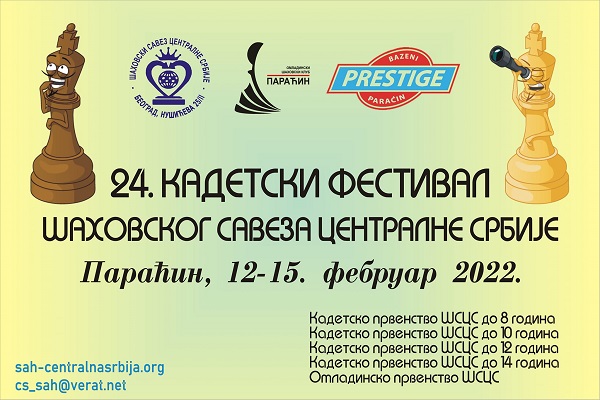 ШАХОВСКИ САВЕЗ ЦЕНТРАЛНЕ СРБИЈЕ
БЕОГРАД, НУШИЋЕВА 25/II
ОМЛАДИНСКИ
ШАХОВСКИ КЛУБ
ПАРАЋИН
BAZENI
PRESTIGE
PARAĆIN
24. КАДЕТСКИ ФЕСТИВАЛ
ШАХОВСКОГ САВЕЗА ЦЕНТРАЛНЕ СРБИЈЕ
Параћин, 12-15. фебруар 2022.
Кадетско првенство ШСЦС до 8 година
Кадетско првенство ШСЦС до 10 година
Кадетско првенство ШСЦС до 12 година
Кадетско првенство ШСЦС до 14 година
Омладинско првенство ШСЦС
sah-centralnasrbija.org
cs_sah@verat.net